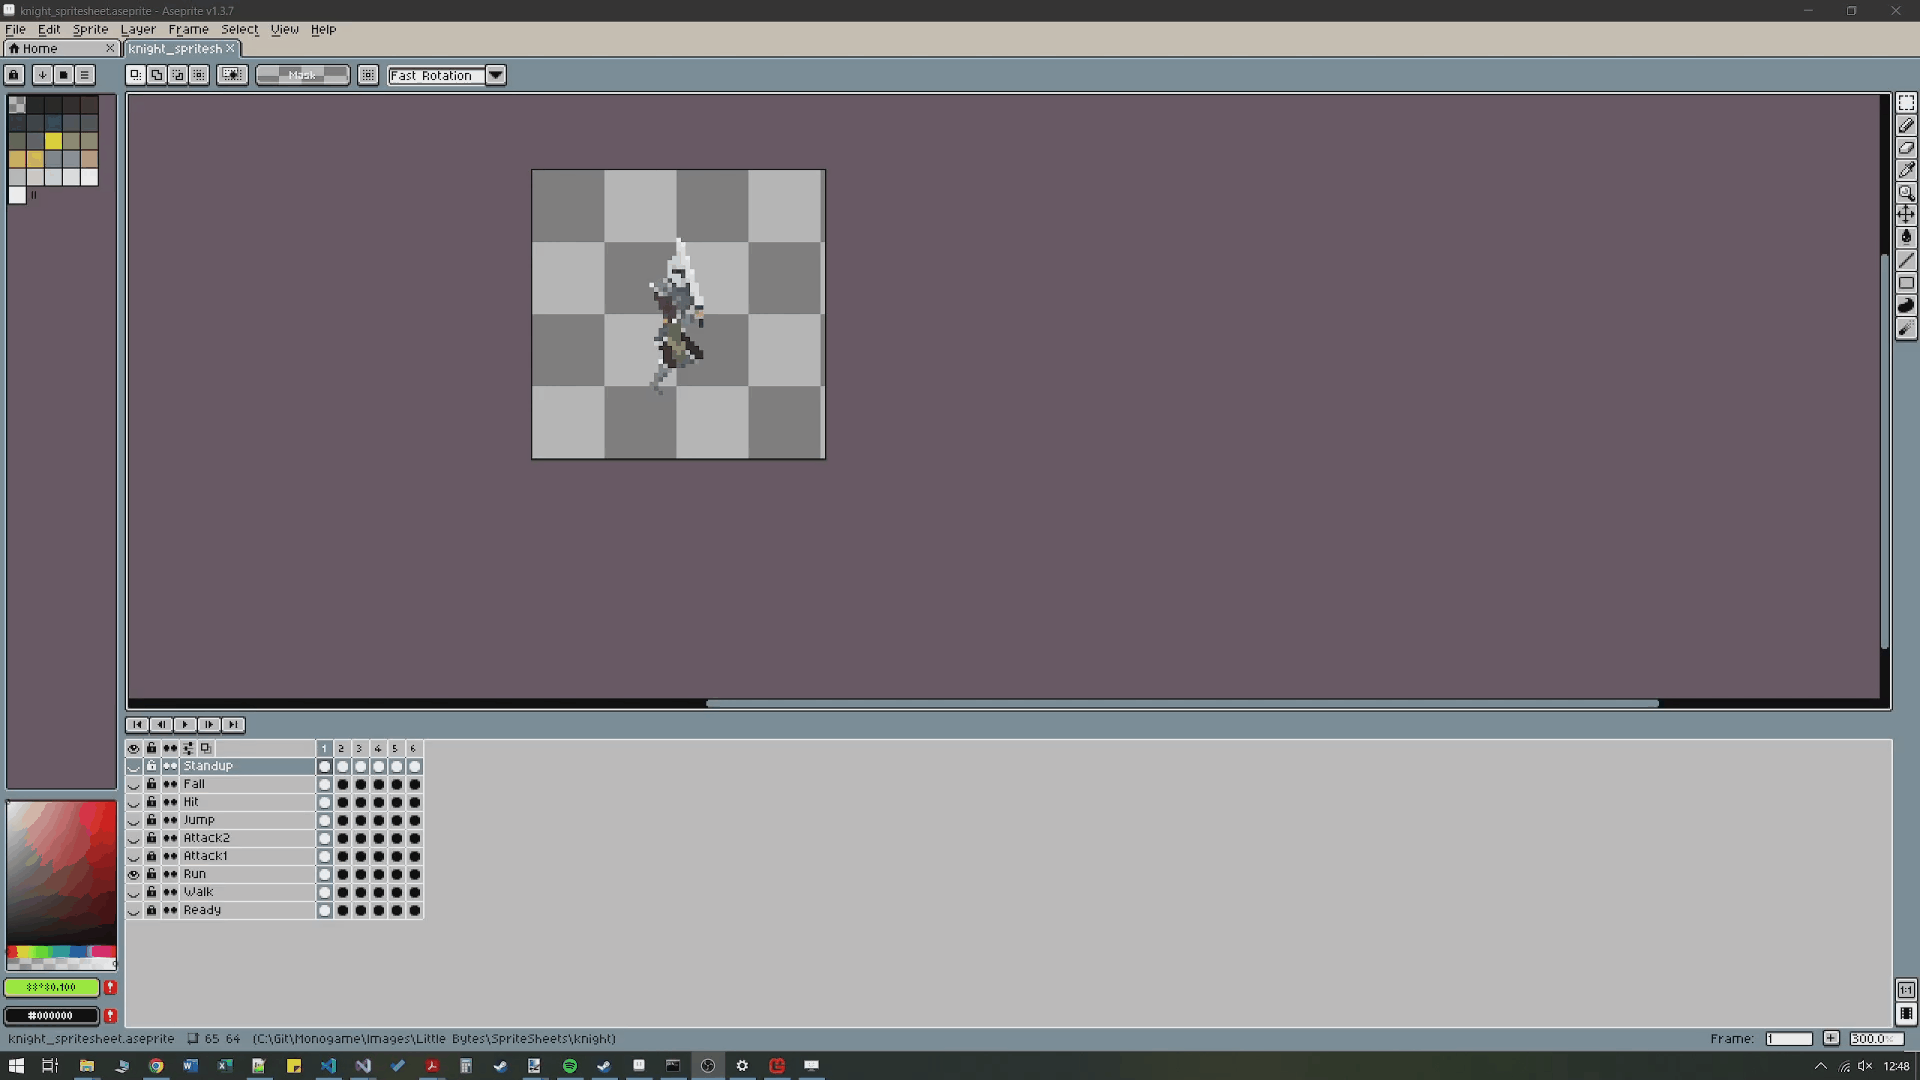 knight_spritesheet.aseprite - Aseprite v1.3.7
File Edit Sprite Layer Frame Select View Help
Home
knight_spritesh
Mask
Fast Rotation
1 2 3 4 5 6
Standup
Fall
Hit
Jump
Attack2
Attack1
Run
Walk
Ready
#000000
knight_spritesheet.aseprite 65 64 (C:\Git\Monogame\Images\Little Bytes\SpriteSheets\knight)
Frame: 1
300.0%
12:48